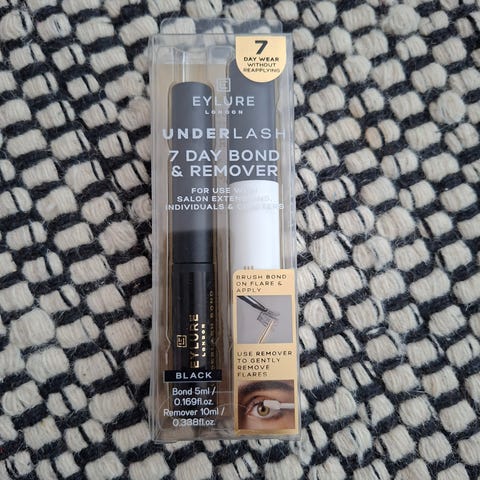 7
DAY WEAR
WITHOUT
REAPPLYING
EYLURE
LONDON
UNDERLASH
7 DAY BOND
& REMOVER
FOR USE WITH
SALON EXTENSIONS,
INDIVIDUALS & CLUSTERS
BRUSH BOND
ON FLARE &
APPLY
USE REMOVER
TO GENTLY
REMOVE
FLARES
EYLURE
LONDON
BLACK
Bond 5ml /
0.169fl.oz.
Remover 10ml /
0.338fl.oz.